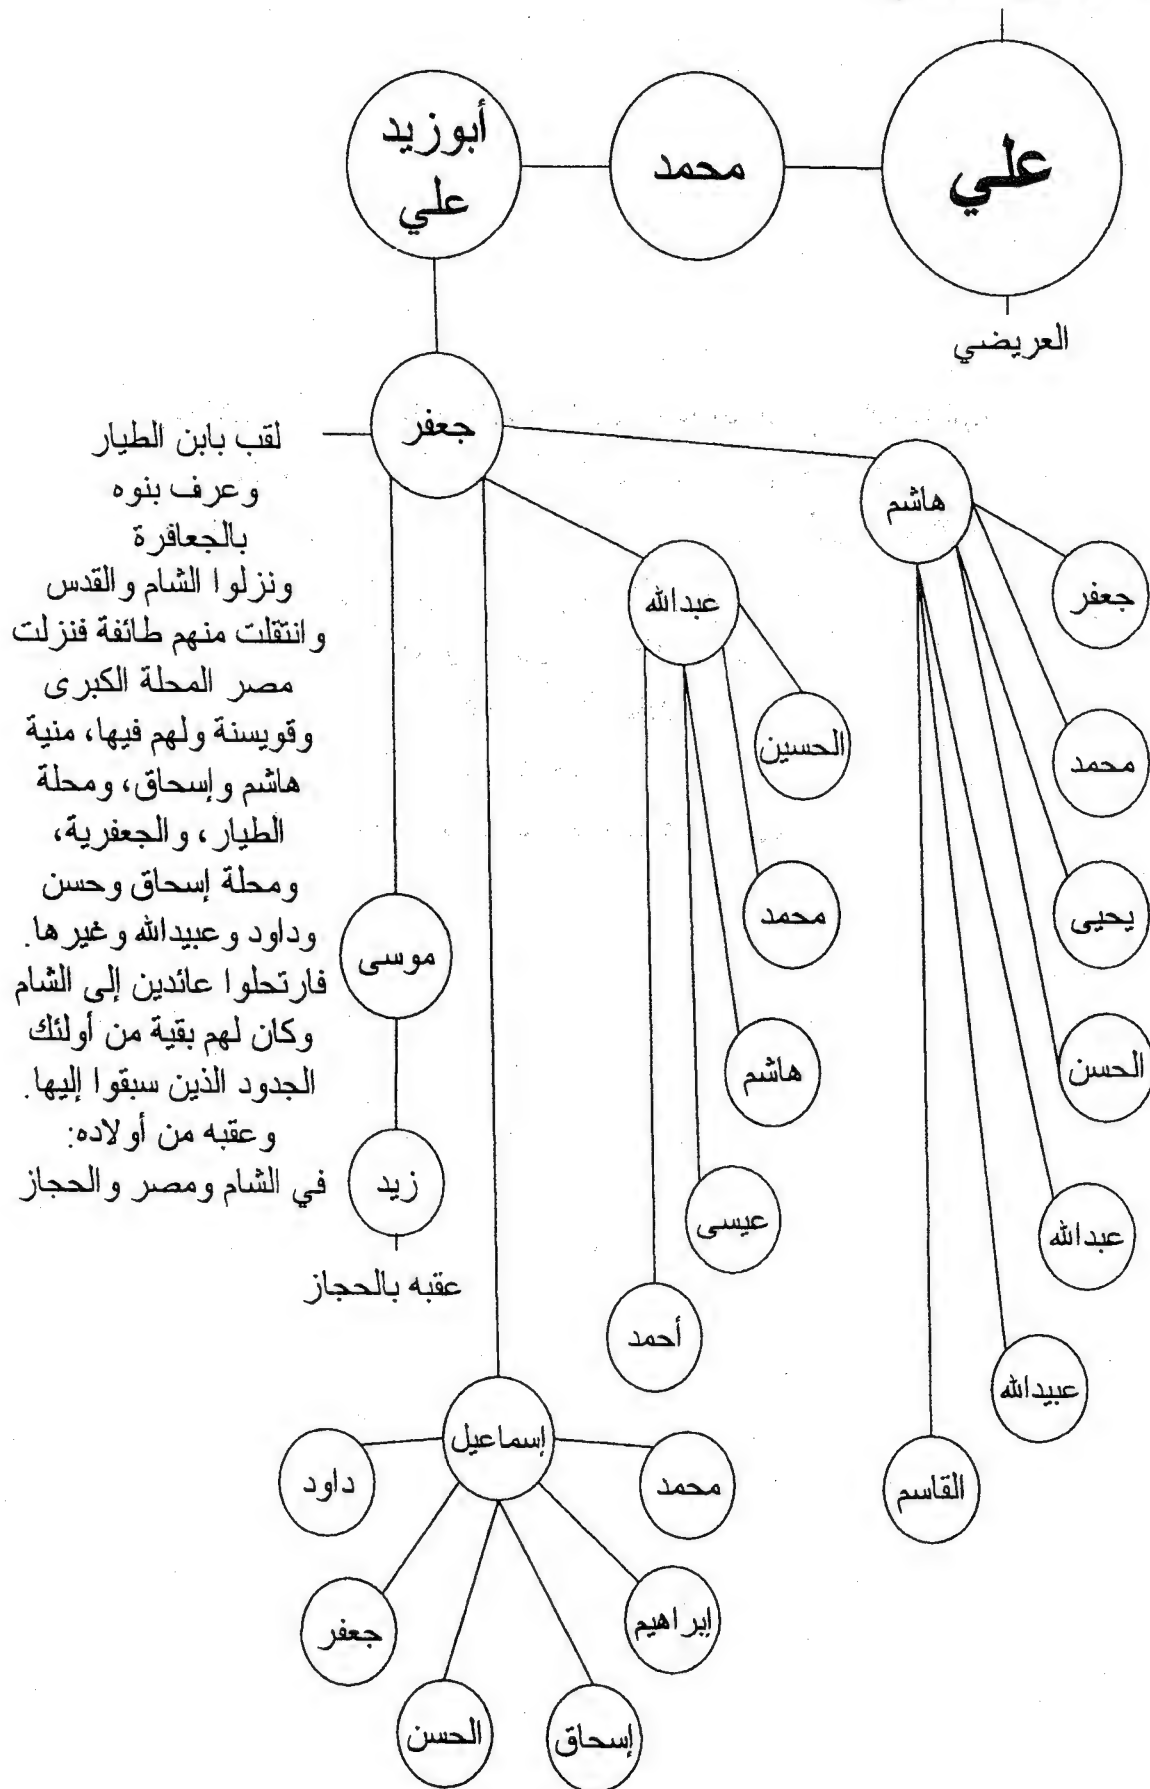 علي
محمد
أبوزيد
علي
العريضي
جعفر
لقب بابن الطيار
وعرف بنوه
بالجعافرة
ونزلوا الشام والقدس
وانتقلت منهم طائفة فنزلت
مصر المحلة الكبرى
وقويسنة ولهم فيها، منية
هاشم وإسحاق، ومحلة
الطيار، والجعفرية،
ومحلة إسحاق وحسن
وداود وعبيدالله وغيرها.
فارتحلوا عائدين إلى الشام
وكان لهم بقية من أولئك
الجدود الذين سبقوا إليها.
وعقبه من أولاده:
في الشام ومصر والحجاز
هاشم
جعفر
محمد
يحيى
الحسن
عبدالله
عبيدالله
القاسم
عبدالله
الحسين
محمد
هاشم
عيسى
أحمد
موسى
زيد
عقبه بالحجاز
إسماعيل
محمد
إبراهيم
إسحاق
الحسن
جعفر
داود